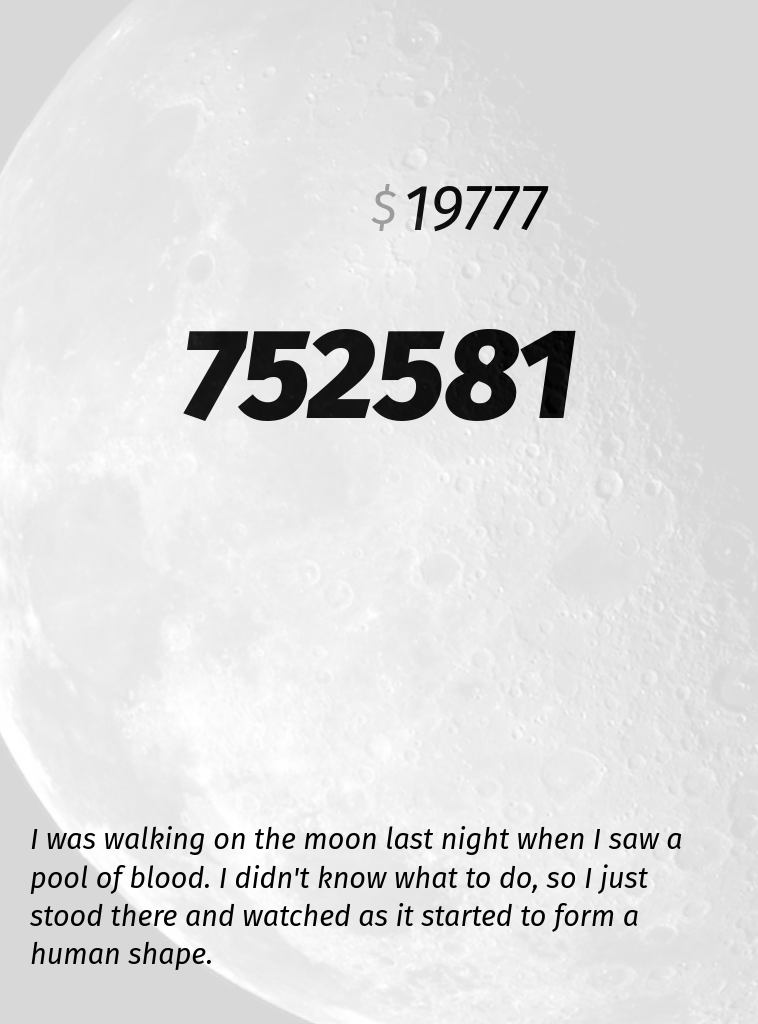 $19777
752581
I was walking on the moon last night when I saw a
pool of blood. I didn't know what to do, so I just
stood there and watched as it started to form a
human shape.